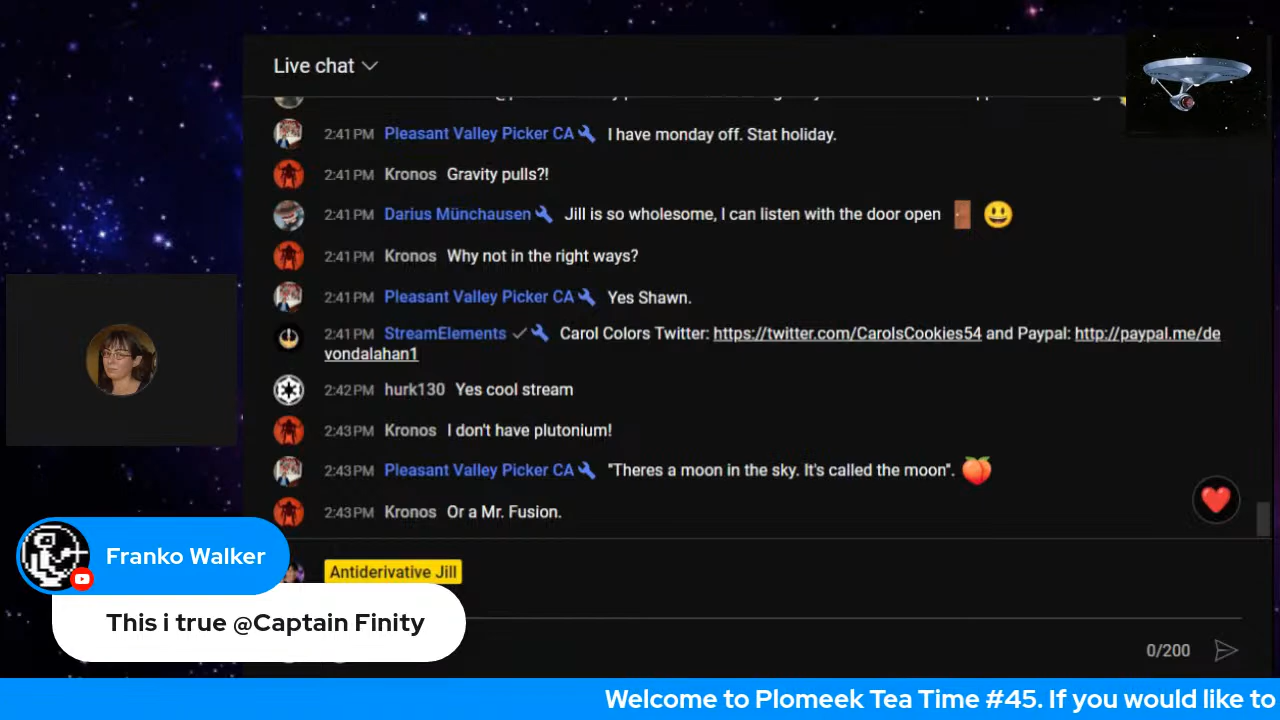 Live chat
2:41 PM Pleasant Valley Picker CA I have monday off. Stat holiday.
2:41 PM Kronos Gravity pulls?!
2:41 PM Darius Münchausen Jill is so wholesome, I can listen with the door open 🚪 😃
2:41 PM Kronos Why not in the right ways?
2:41 PM Pleasant Valley Picker CA Yes Shawn.
2:41 PM StreamElements Carol Colors Twitter: https://twitter.com/CarolsCookies54 and Paypal: http://paypal.me/de
vondalahan1
2:42 PM hurk130 Yes cool stream
2:43 PM Kronos I don't have plutonium!
2:43 PM Pleasant Valley Picker CA "Theres a moon in the sky. It's called the moon". 🍑
2:43 PM Kronos Or a Mr. Fusion.
Antiderivative Jill
Franko Walker
This i true @Captain Finity
0/200
Welcome to Plomeek Tea Time #45. If you would like to